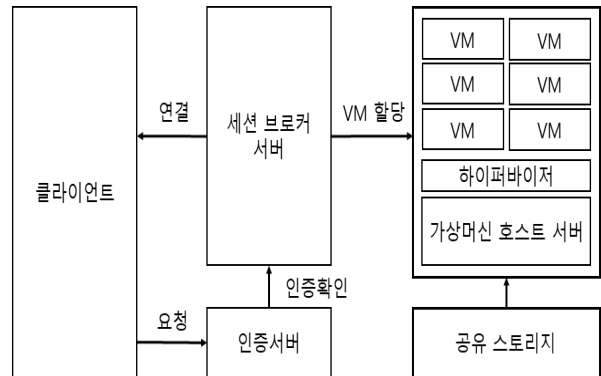 클라이언트
연결
요청
세션 브로커
서버
인증확인
인증서버
VM 할당
VM VM
VM VM
VM VM
하이퍼바이저
가상머신 호스트 서버
공유 스토리지